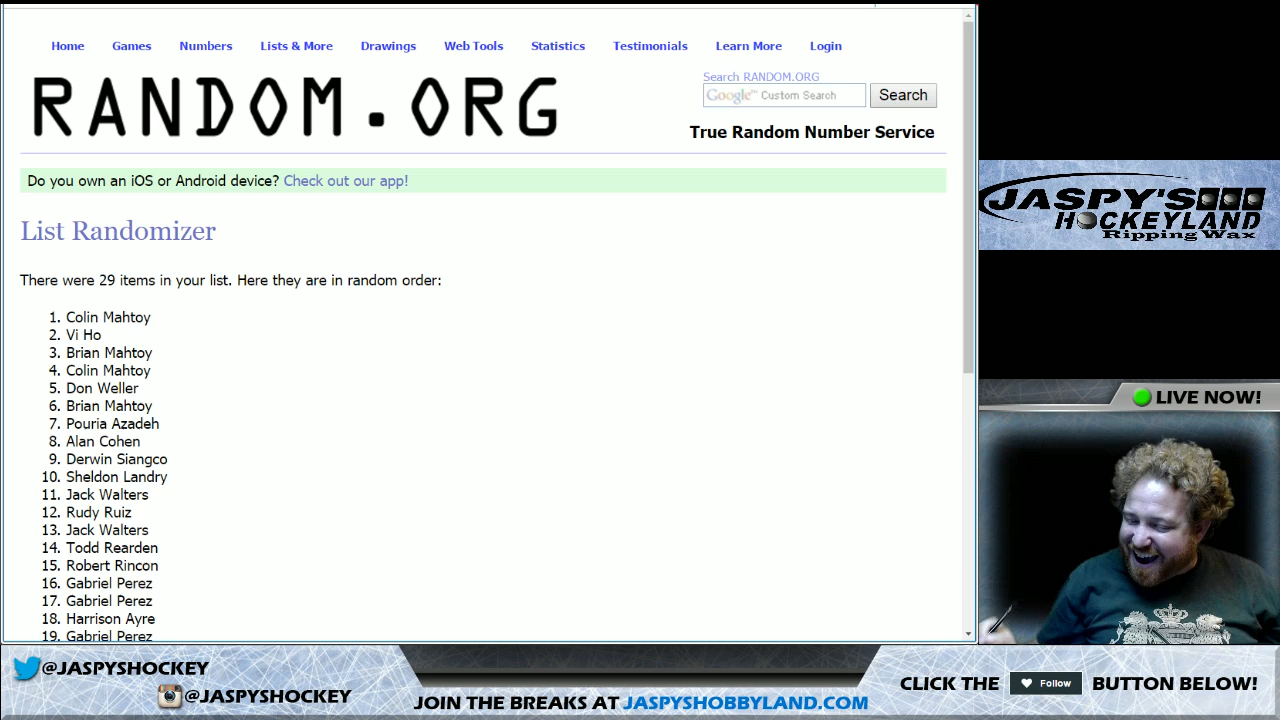 Home Games Numbers Lists & More Drawings Web Tools Statistics Testimonials Learn More Login
RANDOM.ORG
Search RANDOM.ORG
Google™ Custom Search Search
True Random Number Service
Do you own an iOS or Android device? Check out our app!
List Randomizer
There were 29 items in your list. Here they are in random order:
1. Colin Mahtoy
2. Vi Ho
3. Brian Mahtoy
4. Colin Mahtoy
5. Don Weller
6. Brian Mahtoy
7. Pouria Azadeh
8. Alan Cohen
9. Derwin Siangco
10. Sheldon Landry
11. Jack Walters
12. Rudy Ruiz
13. Jack Walters
14. Todd Rearden
15. Robert Rincon
16. Gabriel Perez
17. Gabriel Perez
18. Harrison Ayre
19. Gabriel Perez
JASPY'S
HOCKEYLAND
Ripping Wax
LIVE NOW!
@JASPYSHOCKEY
@JASPYSHOCKEY
JOIN THE BREAKS AT JASPYSHOBBYLAND.COM
CLICK THE Follow BUTTON BELOW!